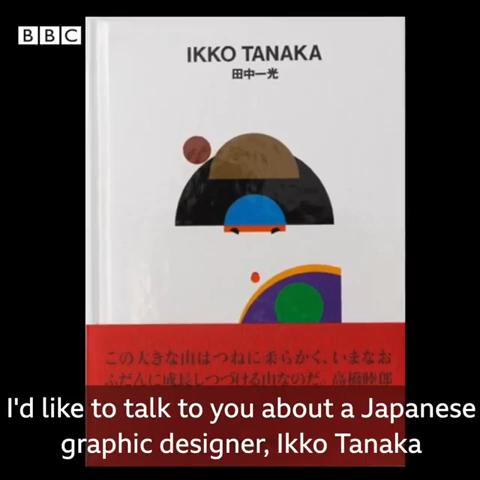 BBC
IKKO TANAKA
田中一光
この大きな山はつねに柔らかく、いまなお
ふだんに成長しつづける山なのだ。高橋睦郎
I'd like to talk to you about a Japanese
graphic designer, Ikko Tanaka